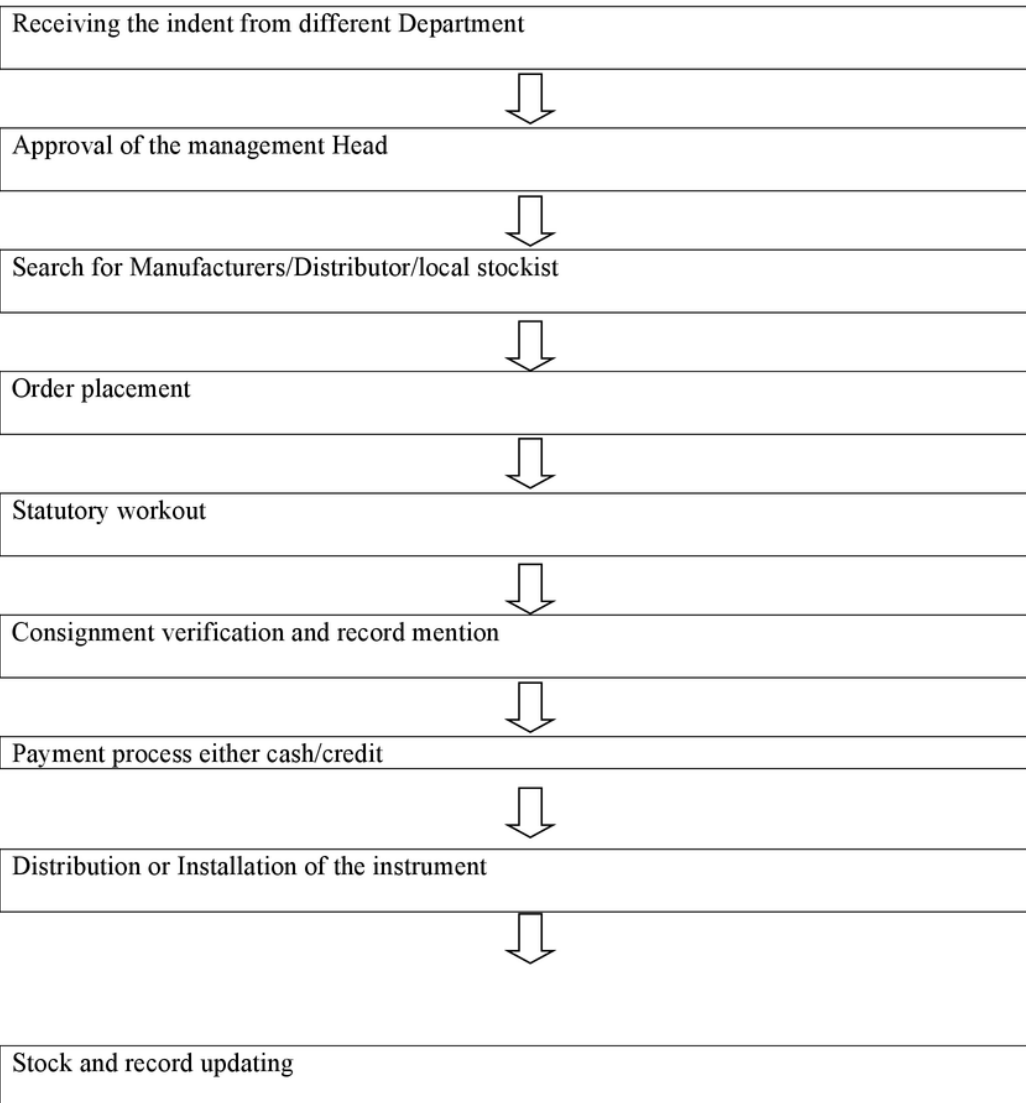 Receiving the indent from different Department
Approval of the management Head
Search for Manufacturers/Distributor/local stockist
Order placement
Statutory workout
Consignment verification and record mention
Payment process either cash/credit
Distribution or Installation of the instrument
Stock and record updating